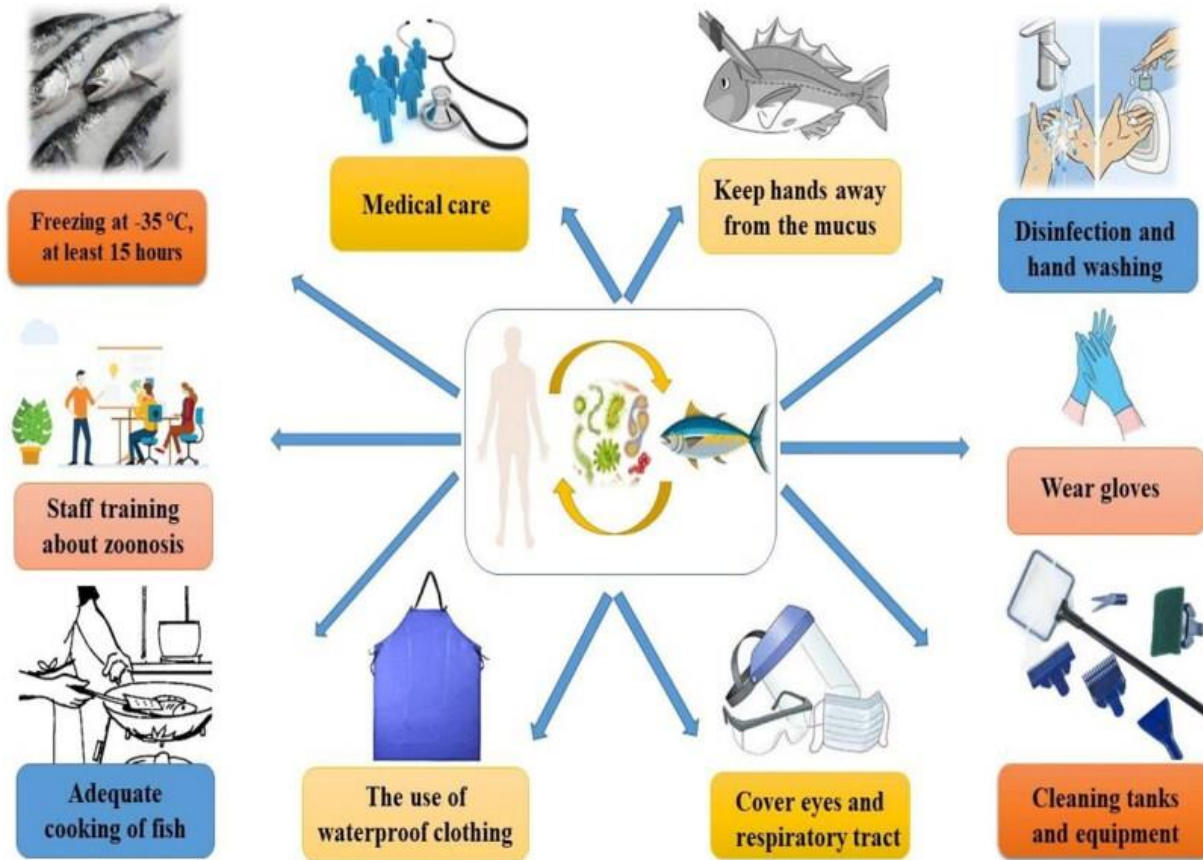 Freezing at -35 °C,
at least 15 hours
Medical care
Keep hands away
from the mucus
Disinfection and
hand washing
Staff training
about zoonosis
Wear gloves
Adequate
cooking of fish
The use of
waterproof clothing
Cover eyes and
respiratory tract
Cleaning tanks
and equipment